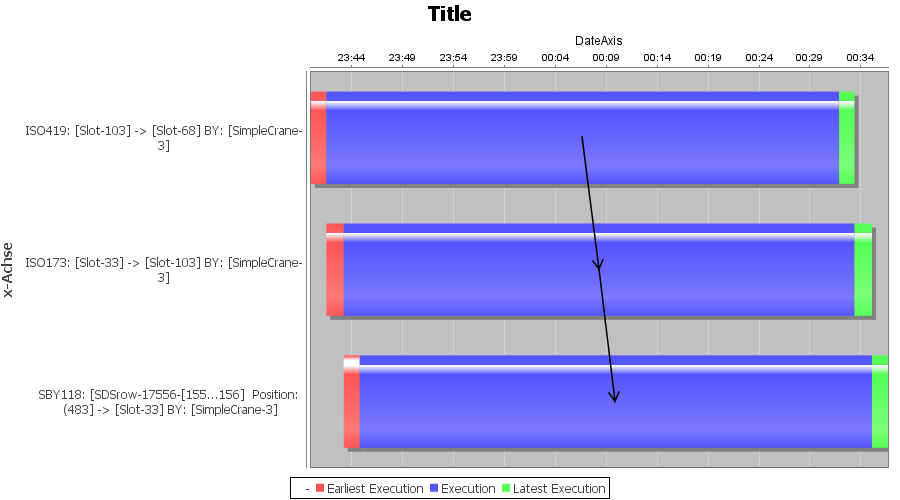 Title
DateAxis
23:44 23:49 23:54 23:59 00:04 00:09 00:14 00:19 00:24 00:29 00:34
x-Achse
ISO419: [Slot-103] -> [Slot-68] BY: [SimpleCrane-
3]
ISO173: [Slot-33] -> [Slot-103] BY: [SimpleCrane-
3]
SBY118: [SDSrow-17556-[155...156] Position:
(483] -> [Slot-33] BY: [SimpleCrane-3]
- Earliest Execution Execution Latest Execution